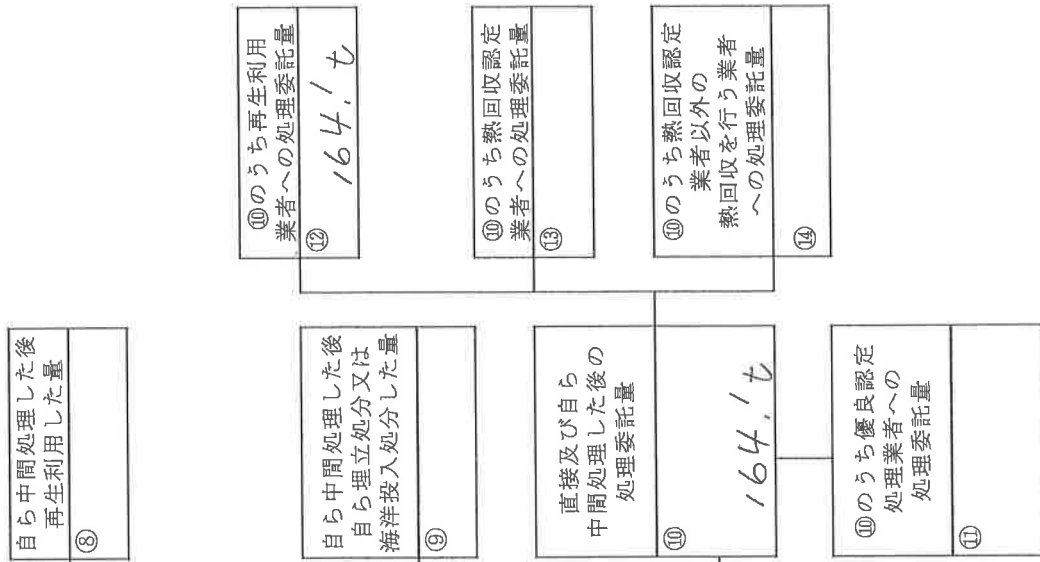 自ら中間処理した後
再生利用した量
⑧
自ら中間処理した後
自ら埋立処分又は
海洋投入処分した量
⑨
直接及び自ら
中間処理した後の
処理委託量
⑩
164.1 t
⑩のうち優良認定
処理業者への
処理委託量
⑪
⑩のうち再生利用
業者への処理委託量
⑫
164.1 t
⑩のうち熱回収認定
業者への処理委託量
⑬
⑩のうち熱回収認定
業者以外の
熱回収を行う業者
への処理委託量
⑭